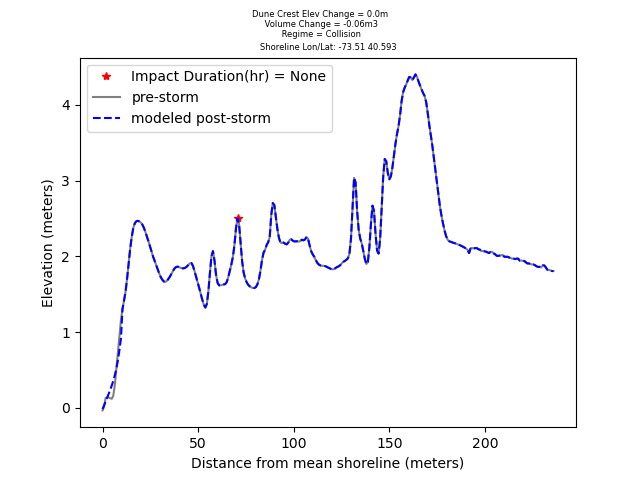 Dune Crest Elev Change = 0.0m
Volume Change = -0.06m3
Regime = Collision
Shoreline Lon/Lat: -73.51 40.593
Impact Duration(hr) = None
pre-storm
modeled post-storm
Elevation (meters)
4
3
2
1
0
0 50 100 150 200
Distance from mean shoreline (meters)